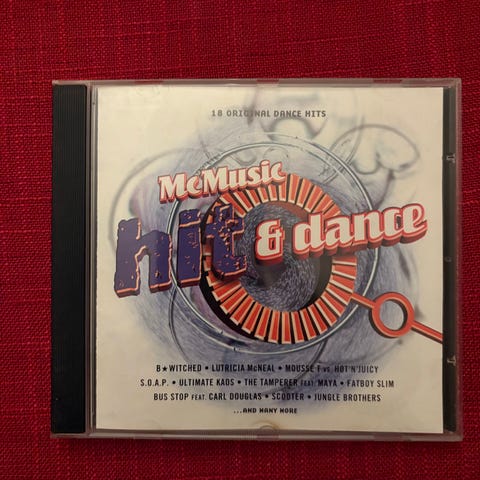 18 ORIGINAL DANCE HITS
McMusic
hit & dance
B★WITCHED • LUTRICIA McNEAL • MOUSSE T VS. HOT'N'JUICY
S.O.A.P. • ULTIMATE KAOS • THE TAMPERER FEAT. MAYA • FATBOY SLIM
BUS STOP FEAT. CARL DOUGLAS • SCOOTER • JUNGLE BROTHERS
...AND MANY MORE